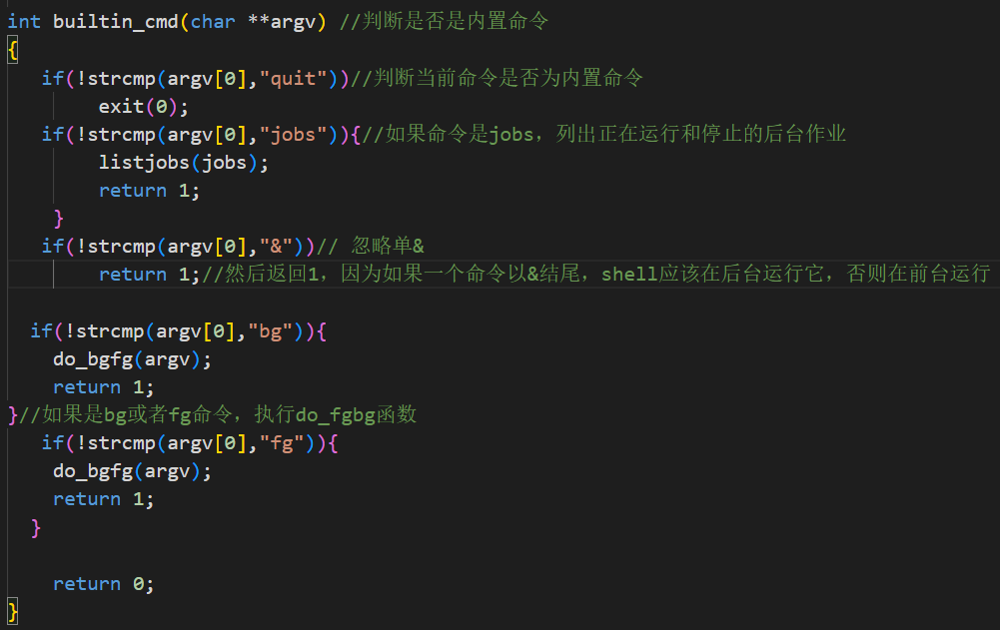 int builtin_cmd(char **argv) //判断是否是内置命令
{
if(!strcmp(argv[0],"quit"))//判断当前命令是否为内置命令
exit(0);
if(!strcmp(argv[0],"jobs")){//如果命令是jobs，列出正在运行和停止的后台作业
listjobs(jobs);
return 1;
}
if(!strcmp(argv[0],"&"))// 忽略单&
return 1;//然后返回1，因为如果一个命令以&结尾，shell应该在后台运行它，否则在前台运行
if(!strcmp(argv[0],"bg")){
do_bgfg(argv);
return 1;
}//如果是bg或者fg命令，执行do_fgbg函数
if(!strcmp(argv[0],"fg")){
do_bgfg(argv);
return 1;
}
return 0;
}